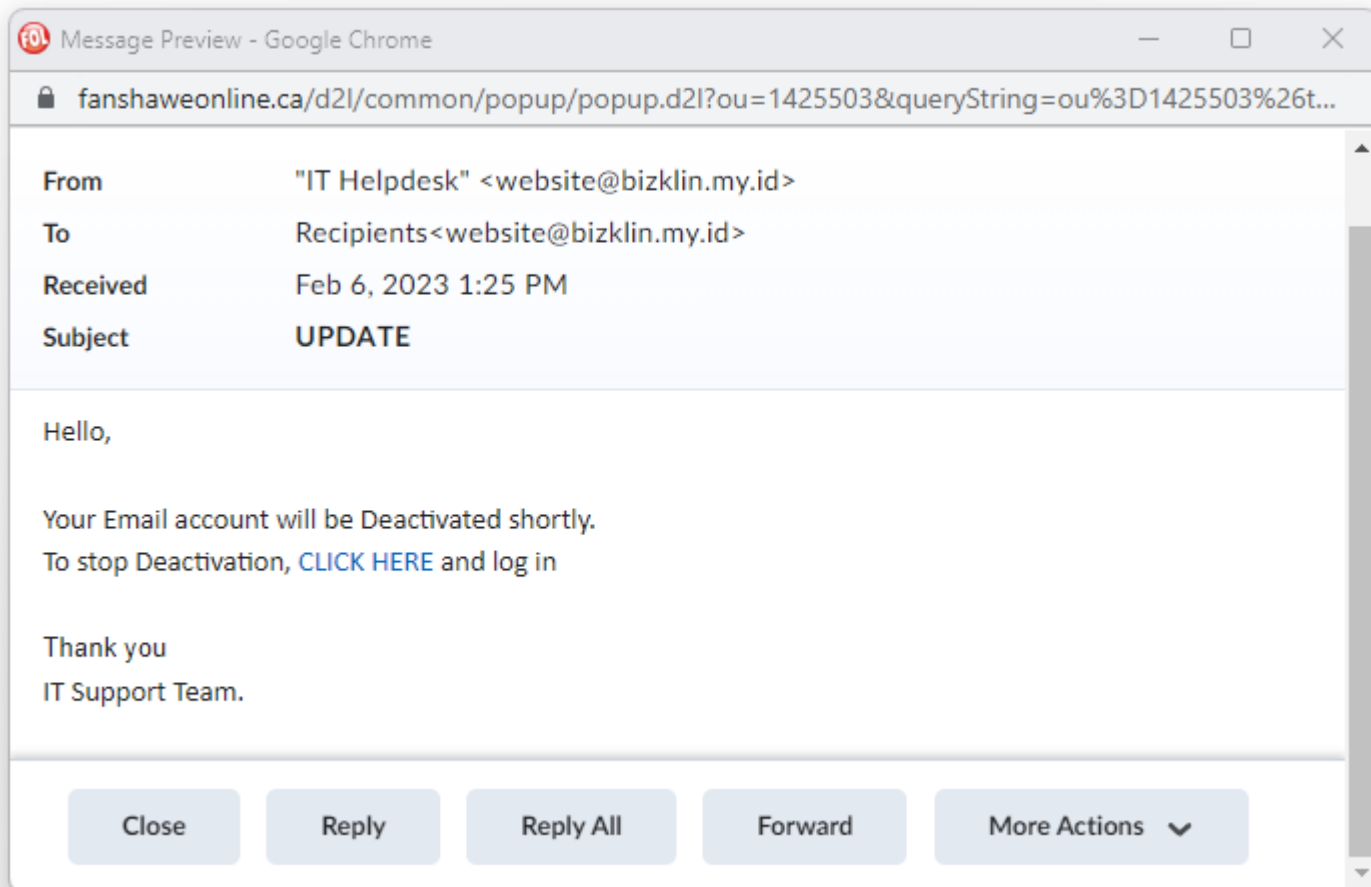 FOL Message Preview - Google Chrome
fanshaweonline.ca/d2l/common/popup/popup.d2l?ou=1425503&queryString=ou%3D1425503%26t...
From "IT Helpdesk" <website@bizklin.my.id>
To Recipients<website@bizklin.my.id>
Received Feb 6, 2023 1:25 PM
Subject UPDATE
Hello,
Your Email account will be Deactivated shortly.
To stop Deactivation, CLICK HERE and log in
Thank you
IT Support Team.
Close Reply Reply All Forward More Actions